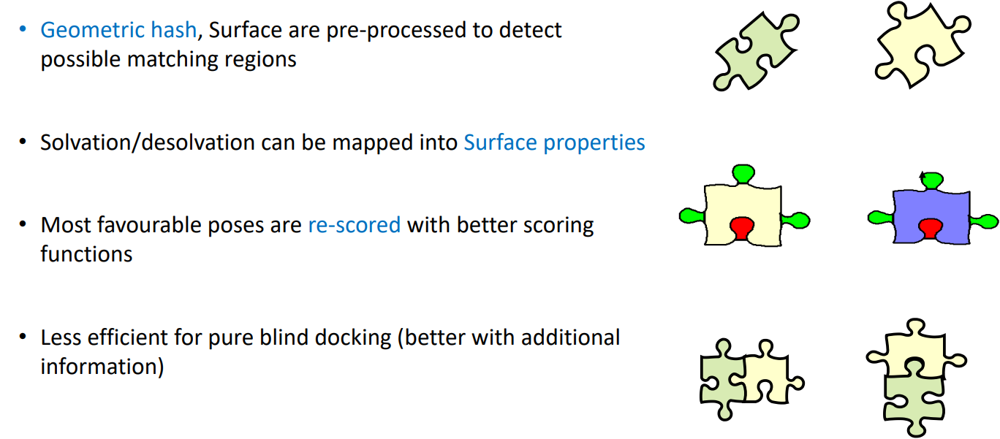 • Geometric hash, Surface are pre-processed to detect
possible matching regions
• Solvation/desolvation can be mapped into Surface properties
• Most favourable poses are re-scored with better scoring
functions
• Less efficient for pure blind docking (better with additional
information)